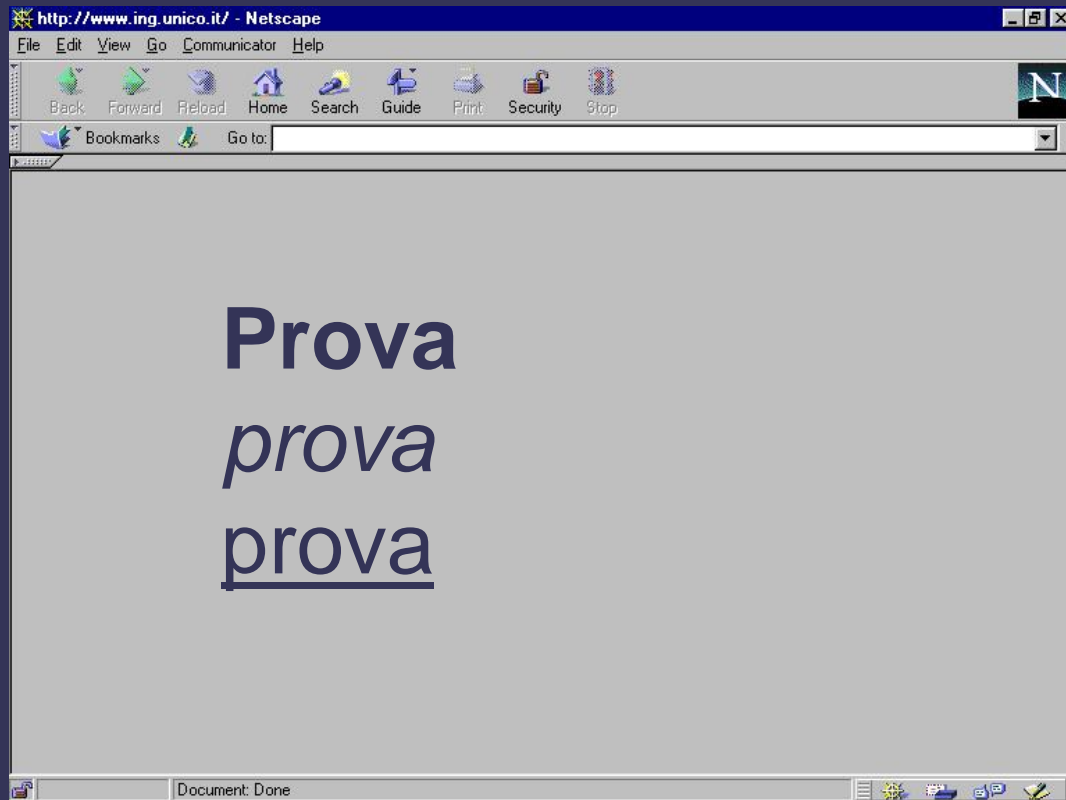 http://www.ing.unico.it/ - Netscape
File Edit View Go Communicator Help
Back Forward Reload Home Search Guide Print Security Stop
N
Bookmarks Go to:
Prova
prova
prova
Document: Done